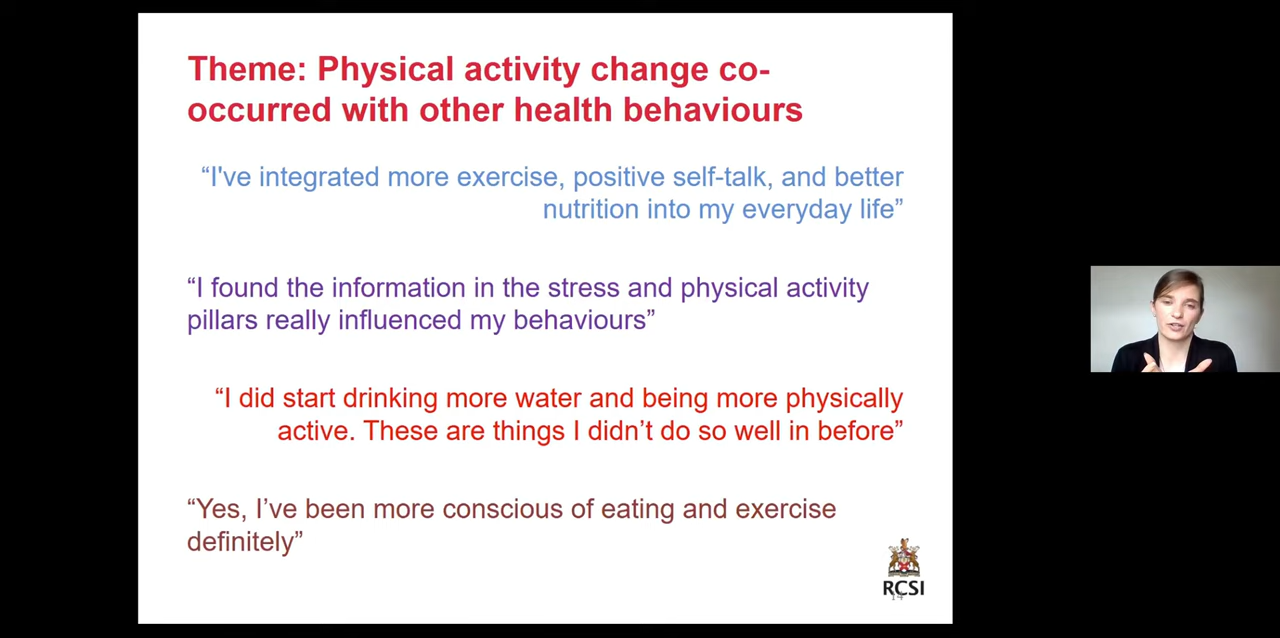 Theme: Physical activity change co-
occurred with other health behaviours
“I've integrated more exercise, positive self-talk, and better
nutrition into my everyday life”
“I found the information in the stress and physical activity
pillars really influenced my behaviours”
“I did start drinking more water and being more physically
active. These are things I didn’t do so well in before”
“Yes, I’ve been more conscious of eating and exercise
definitely”
RCSI
14